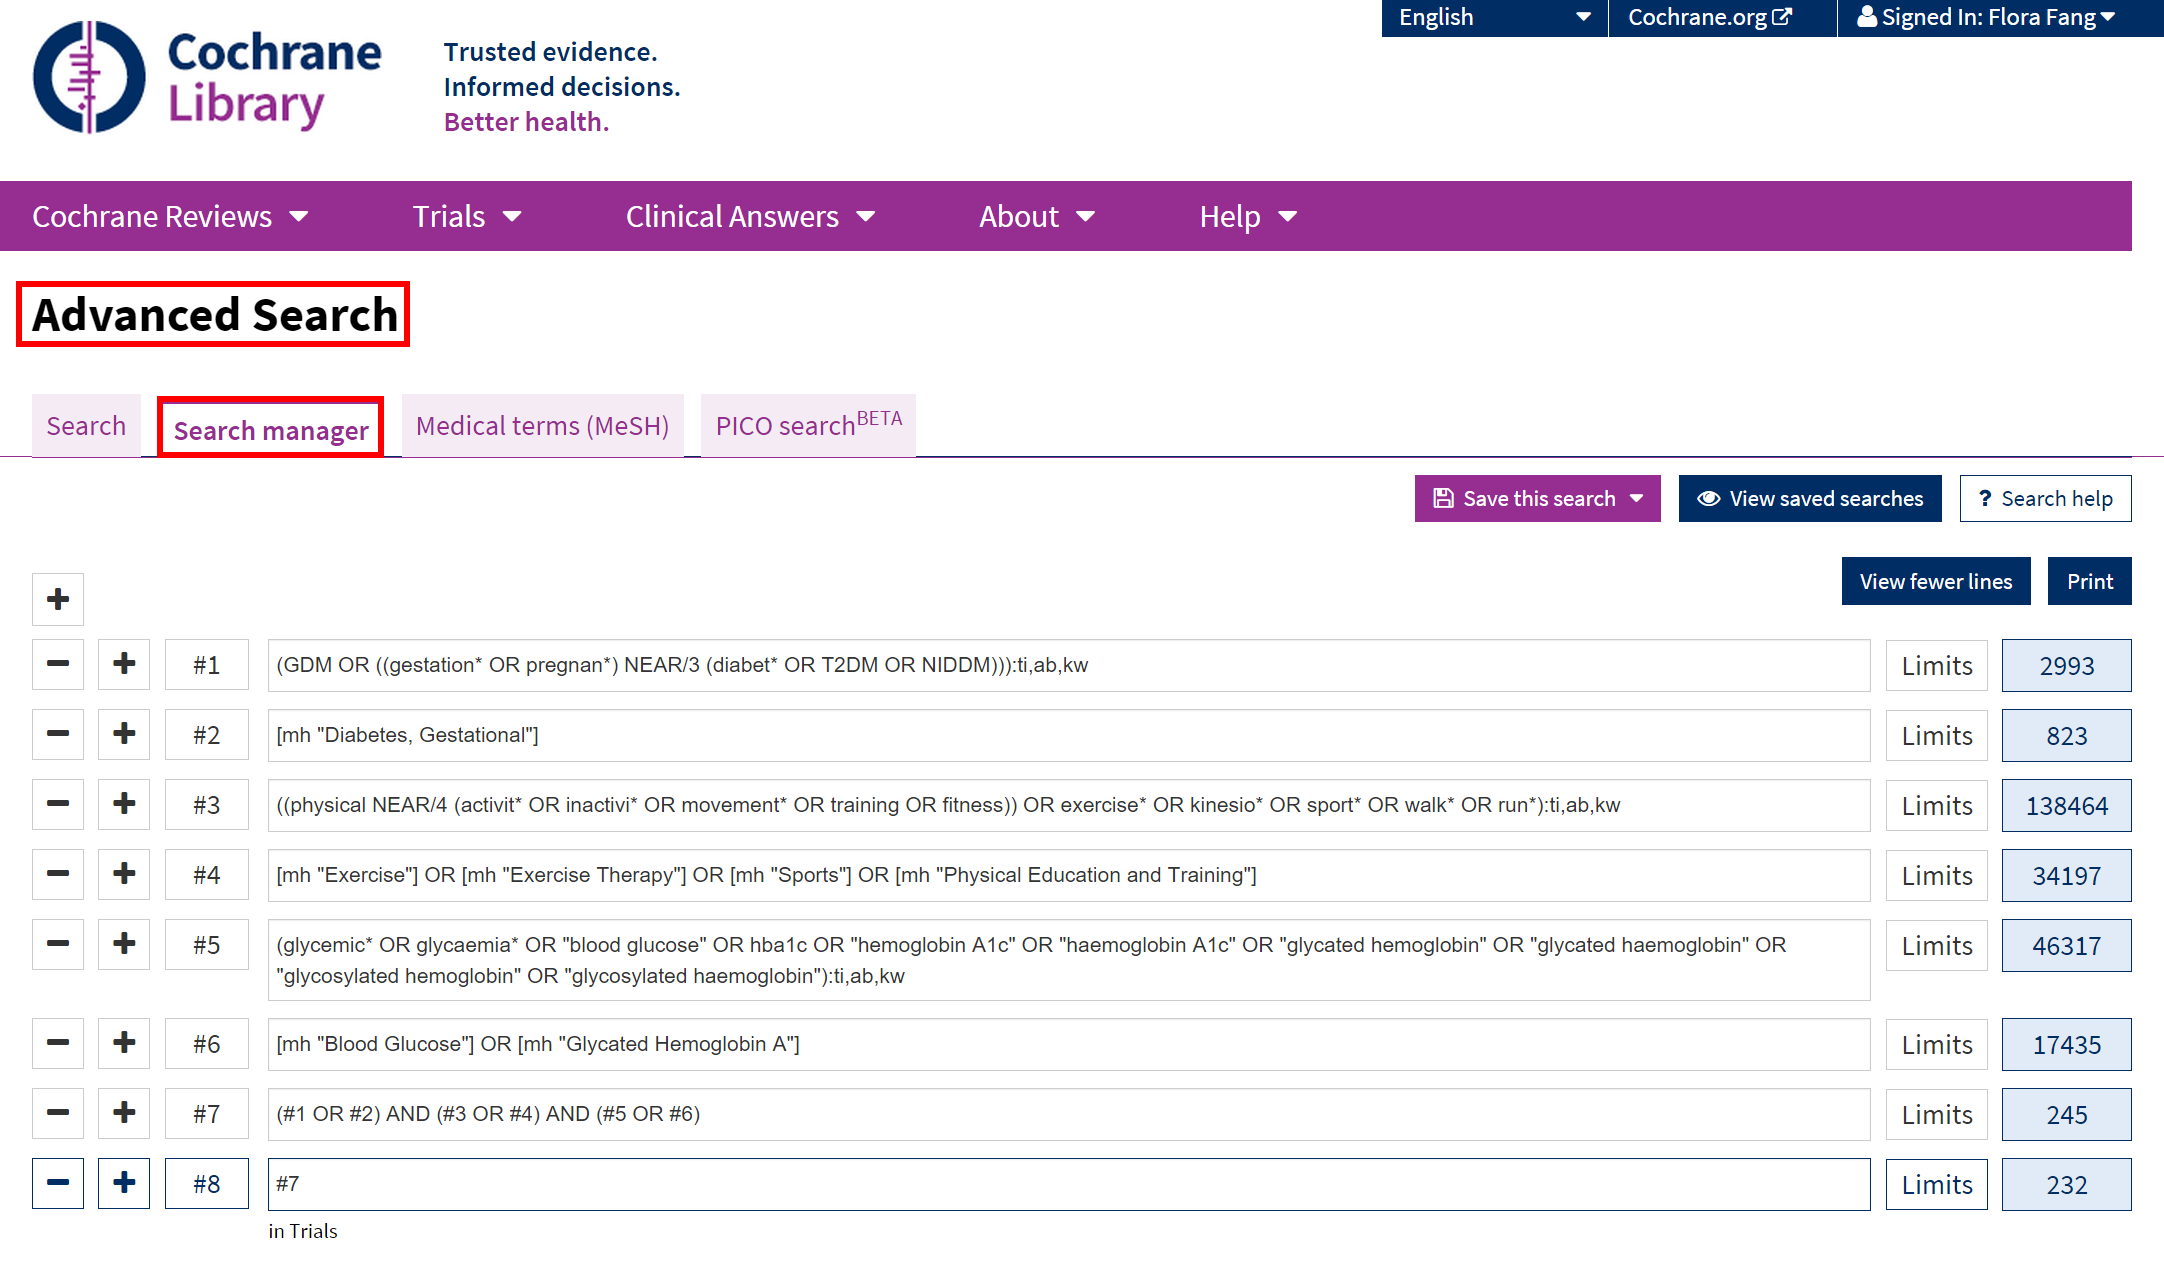 Cochrane
Library
Trusted evidence.
Informed decisions.
Better health.
English
Cochrane.org
Signed In: Flora Fang
Cochrane Reviews
Trials
Clinical Answers
About
Help
Advanced Search
Search
Search manager
Medical terms (MeSH)
PICO searchBETA
Save this search
View saved searches
? Search help
View fewer lines
Print
+
− + #1 (GDM OR ((gestation* OR pregnan*) NEAR/3 (diabet* OR T2DM OR NIDDM))):ti,ab,kw Limits 2993
− + #2 [mh "Diabetes, Gestational"] Limits 823
− + #3 ((physical NEAR/4 (activit* OR inactivi* OR movement* OR training OR fitness)) OR exercise* OR kinesio* OR sport* OR walk* OR run*):ti,ab,kw Limits 138464
− + #4 [mh "Exercise"] OR [mh "Exercise Therapy"] OR [mh "Sports"] OR [mh "Physical Education and Training"] Limits 34197
− + #5 (glycemic* OR glycaemia* OR "blood glucose" OR hba1c OR "hemoglobin A1c" OR "haemoglobin A1c" OR "glycated hemoglobin" OR "glycated haemoglobin" OR Limits 46317
"glycosylated hemoglobin" OR "glycosylated haemoglobin"):ti,ab,kw
− + #6 [mh "Blood Glucose"] OR [mh "Glycated Hemoglobin A"] Limits 17435
− + #7 (#1 OR #2) AND (#3 OR #4) AND (#5 OR #6) Limits 245
− + #8 #7 Limits 232
in Trials